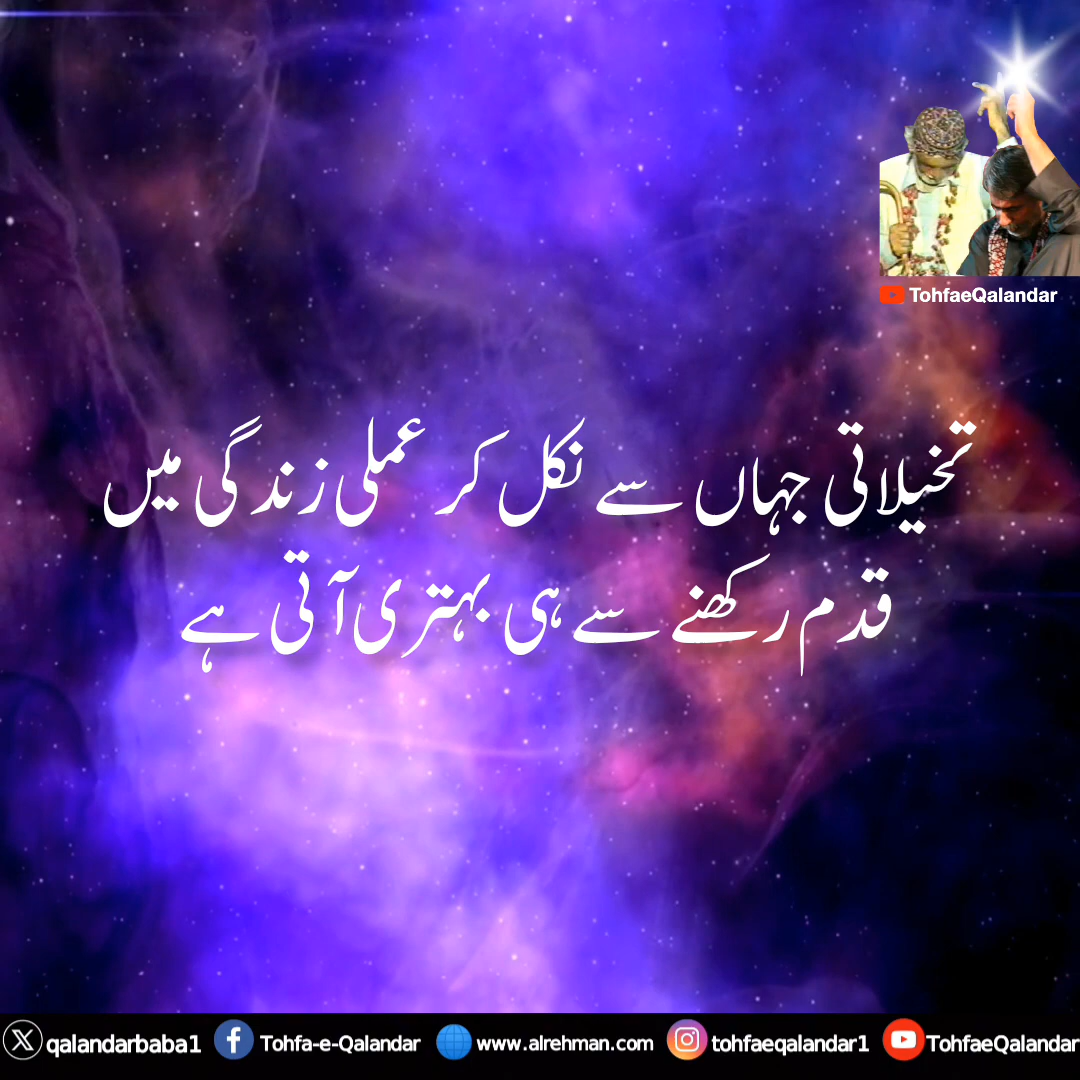 TohfaeQalandar
تخیلاتی جہاں سے نکل کر عملی زندگی میں
قدم رکھنے سے ہی بہتری آتی ہے
qalandarbaba1 Tohfa-e-Qalandar www.alrehman.com tohfaeqalandar1 TohfaeQalandar